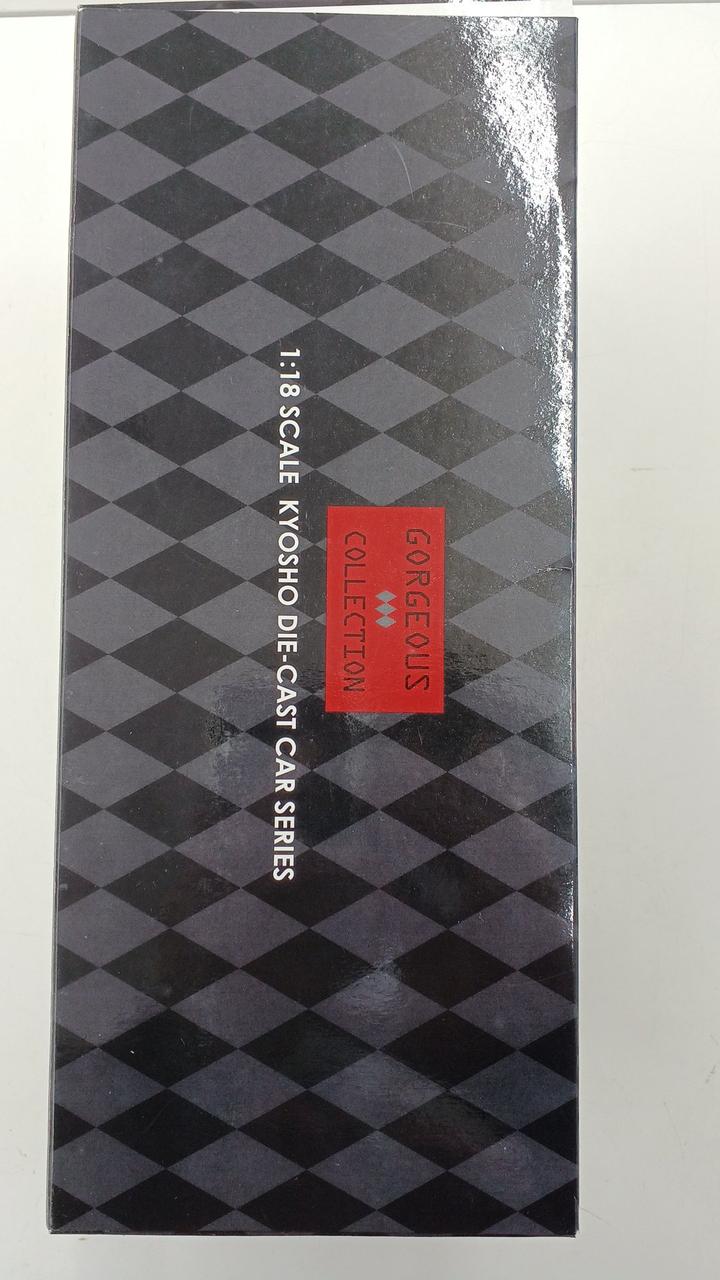 GORGEOUS
COLLECTION
1:18 SCALE KYOSHO DIE-CAST CAR SERIES